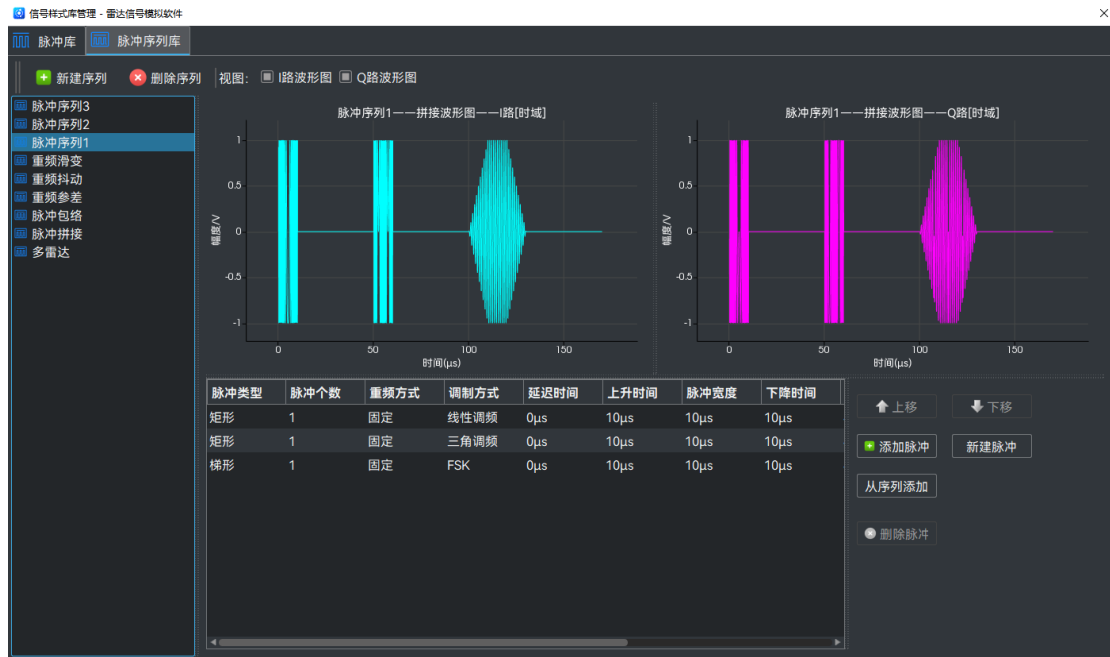 信号样式库管理 - 雷达信号模拟软件
脉冲库 脉冲序列库
新建序列 删除序列 视图: I路波形图 Q路波形图
脉冲序列3
脉冲序列2
脉冲序列1
重频滑变
重频抖动
重频参差
脉冲包络
脉冲拼接
多雷达
脉冲序列1——拼接波形图——I路[时域]
幅度/V
1
0.5
0
-0.5
-1
0 50 100 150
时间(μs)
脉冲序列1——拼接波形图——Q路[时域]
幅度/V
1
0.5
0
-0.5
-1
0 50 100 150
时间(μs)
脉冲类型 脉冲个数 重频方式 调制方式 延迟时间 上升时间 脉冲宽度 下降时间
矩形 1 固定 线性调频 0μs 10μs 10μs 10μs
矩形 1 固定 三角调频 0μs 10μs 10μs 10μs
梯形 1 固定 FSK 0μs 10μs 10μs 10μs
上移 下移
添加脉冲 新建脉冲
从序列添加
删除脉冲